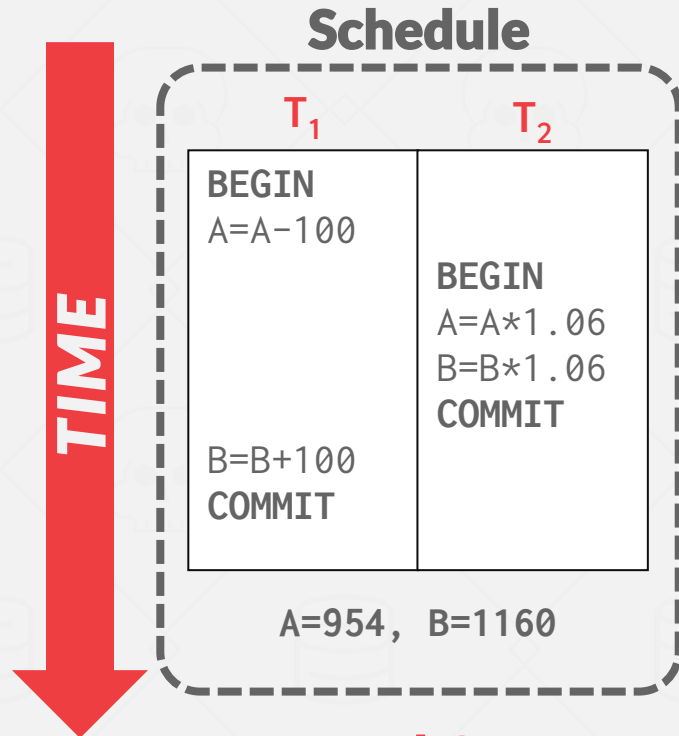 Schedule
TIME
T₁ T₂
BEGIN
A=A-100
BEGIN
A=A*1.06
B=B*1.06
COMMIT
B=B+100
COMMIT
A=954, B=1160